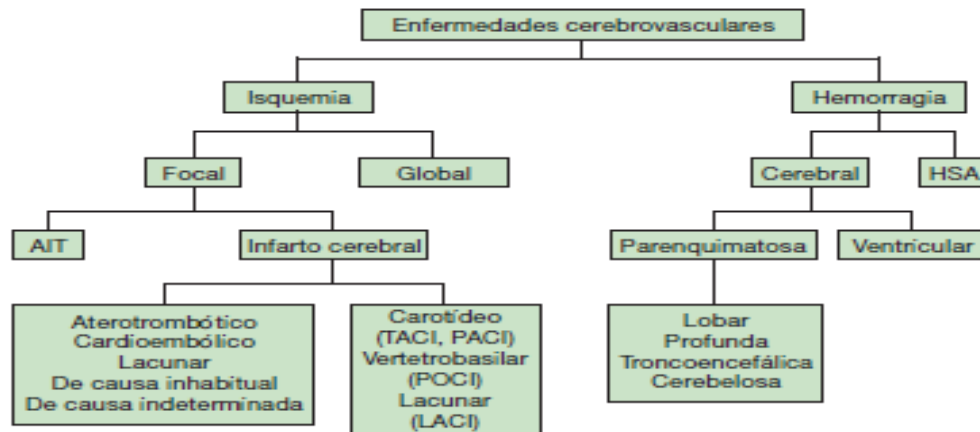 Enfermedades cerebrovasculares
Isquemia
Hemorragia
Focal
Global
Cerebral
HSA
AIT
Infarto cerebral
Parenquimatosa
Ventricular
Aterotrombótico
Cardioembólico
Lacunar
De causa inhabitual
De causa indeterminada
Carotídeo
(TACI, PACI)
Vertetrobasilar
(POCI)
Lacunar
(LACI)
Lobar
Profunda
Troncoencefálica
Cerebelosa